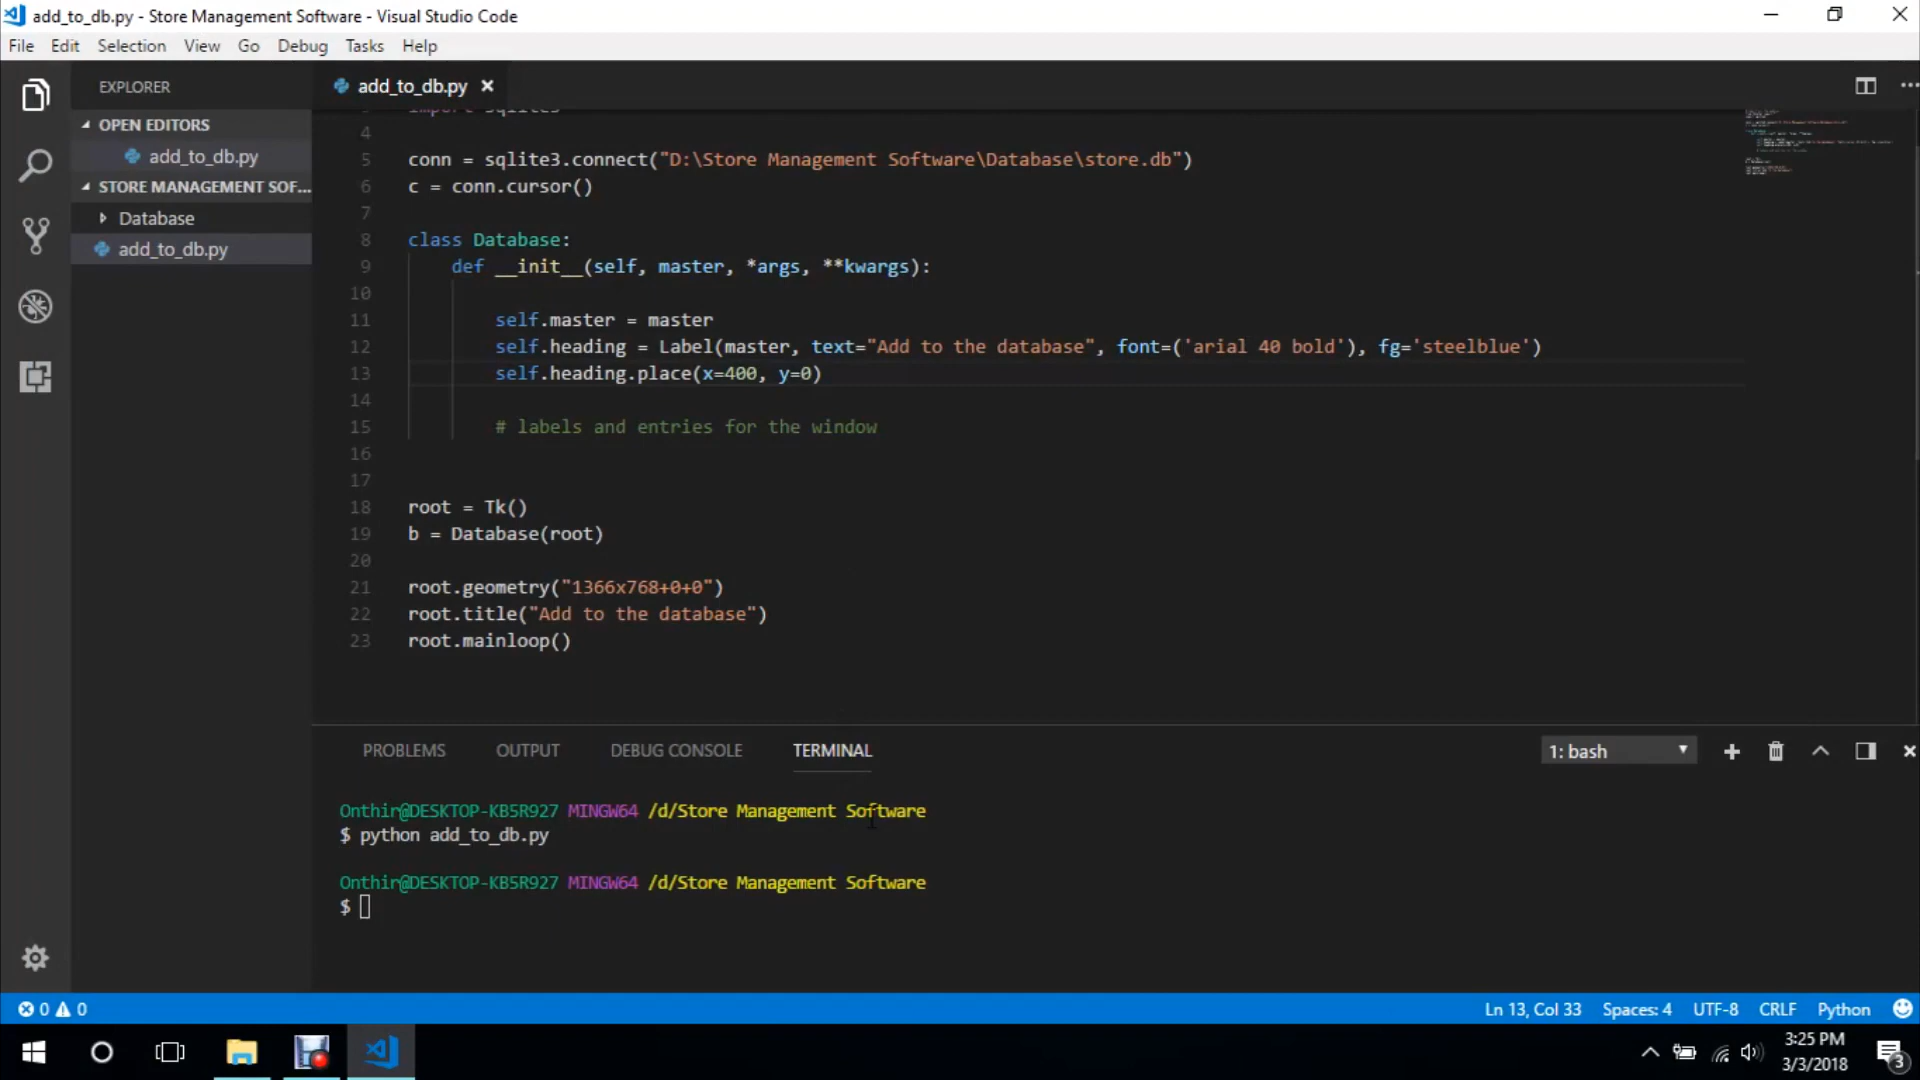 add_to_db.py - Store Management Software - Visual Studio Code
File Edit Selection View Go Debug Tasks Help
EXPLORER
OPEN EDITORS
add_to_db.py
STORE MANAGEMENT SOF...
Database
add_to_db.py
add_to_db.py
import sqlite3
4
5 conn = sqlite3.connect("D:\Store Management Software\Database\store.db")
6 c = conn.cursor()
7
8 class Database:
9 def __init__(self, master, *args, **kwargs):
10
11 self.master = master
12 self.heading = Label(master, text="Add to the database", font=('arial 40 bold'), fg='steelblue')
13 self.heading.place(x=400, y=0)
14
15 # labels and entries for the window
16
17
18 root = Tk()
19 b = Database(root)
20
21 root.geometry("1366x768+0+0")
22 root.title("Add to the database")
23 root.mainloop()
PROBLEMS OUTPUT DEBUG CONSOLE TERMINAL
1: bash
Onthir@DESKTOP-KB5R927 MINGW64 /d/Store Management Software
$ python add_to_db.py
Onthir@DESKTOP-KB5R927 MINGW64 /d/Store Management Software
$
0 0
Ln 13, Col 33 Spaces: 4 UTF-8 CRLF Python
3:25 PM
3/3/2018
3